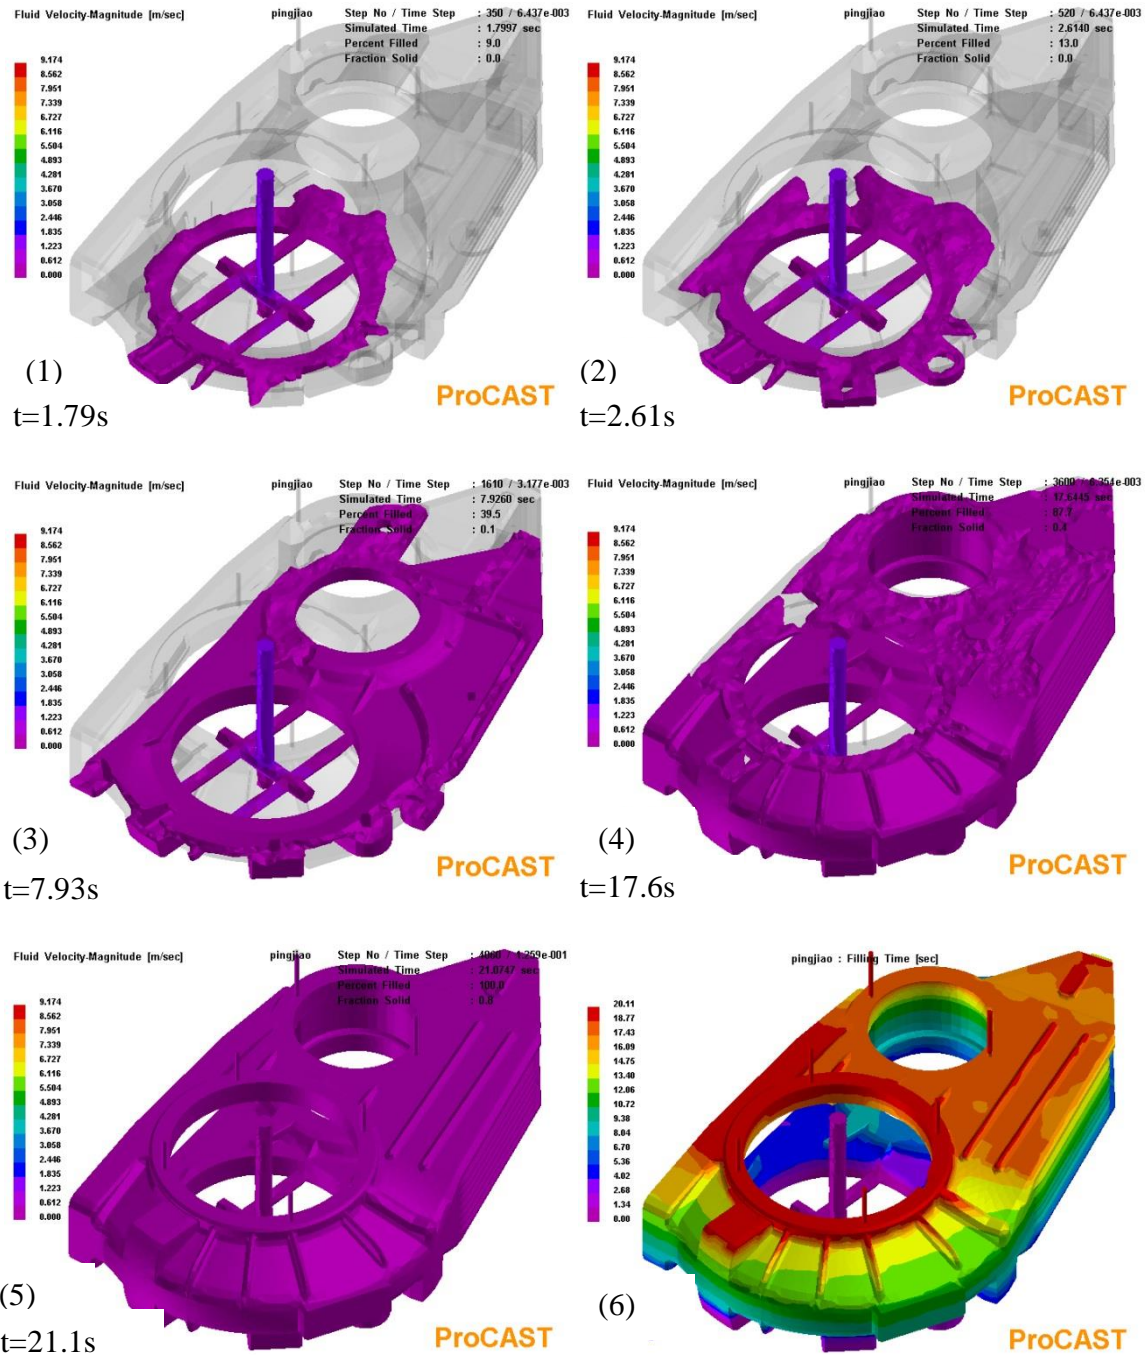 Fluid Velocity-Magnitude [m/sec]
pingjiao
Step No / Time Step : 350 / 6.437e-003
Simulated Time : 1.7997 sec
Percent Filled : 9.0
Fraction Solid : 0.0
9.174
8.562
7.951
7.339
6.727
6.116
5.504
4.893
4.281
3.670
3.058
2.446
1.835
1.223
0.612
0.000
(1)
t=1.79s
ProCAST
Fluid Velocity-Magnitude [m/sec]
pingjiao
Step No / Time Step : 520 / 6.437e-003
Simulated Time : 2.6140 sec
Percent Filled : 13.0
Fraction Solid : 0.0
9.174
8.562
7.951
7.339
6.727
6.116
5.504
4.893
4.281
3.670
3.058
2.446
1.835
1.223
0.612
0.000
(2)
t=2.61s
ProCAST
Fluid Velocity-Magnitude [m/sec]
pingjiao
Step No / Time Step : 1610 / 3.177e-003
Simulated Time : 7.9260 sec
Percent Filled : 39.5
Fraction Solid : 0.1
9.174
8.562
7.951
7.339
6.727
6.116
5.504
4.893
4.281
3.670
3.058
2.446
1.835
1.223
0.612
0.000
(3)
t=7.93s
ProCAST
Fluid Velocity-Magnitude [m/sec]
pingjiao
Step No / Time Step : 3600 / 6.354e-003
Simulated Time : 17.6445 sec
Percent Filled : 87.7
Fraction Solid : 0.4
9.174
8.562
7.951
7.339
6.727
6.116
5.504
4.893
4.281
3.670
3.058
2.446
1.835
1.223
0.612
0.000
(4)
t=17.6s
ProCAST
Fluid Velocity-Magnitude [m/sec]
pingjiao
Step No / Time Step : 4060 / 1.259e-001
Simulated Time : 21.0747 sec
Percent Filled : 100.0
Fraction Solid :
9.174
8.562
7.951
7.339
6.727
6.116
5.504
4.893
4.281
3.670
3.058
2.446
1.835
1.223
0.612
0.000
(5)
t=21.1s
ProCAST
pingjiao : Filling Time [sec]
20.11
18.77
17.43
16.09
14.75
13.40
12.06
10.72
9.38
8.04
6.70
5.36
4.02
2.68
1.34
0.00
(6)
ProCAST